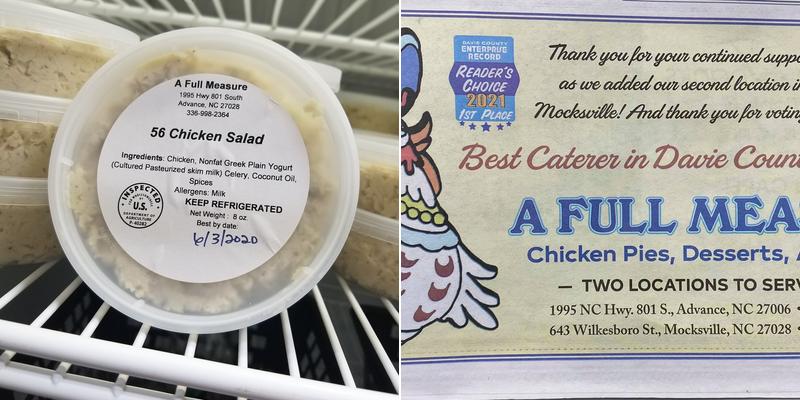 A Full Measure
1995 Hwy 801 South
Advance, NC 27028
336-998-2364
56 Chicken Salad
Ingredients: Chicken, Nonfat Greek Plain Yogurt
(Cultured Pasteurized skim milk) Celery, Coconut Oil,
Spices
Allergens: Milk
KEEP REFRIGERATED
Net Weight: 8 oz.
Best by date:
6/3/2020
INSPECTED
U.S.
DEPARTMENT OF
AGRICULTURE
P-40282
DAVIE COUNTY
ENTERPRISE
RECORD
READER'S
CHOICE
2021
1ST PLACE
Thank you for your continued suppo
as we added our second location i
Mocksville! And thank you for votin
Best Caterer in Davie Coun
A FULL MEA
Chicken Pies, Desserts, A
— TWO LOCATIONS TO SERV
1995 NC Hwy. 801 S., Advance, NC 27006 •
643 Wilkesboro St., Mocksville, NC 27028 •